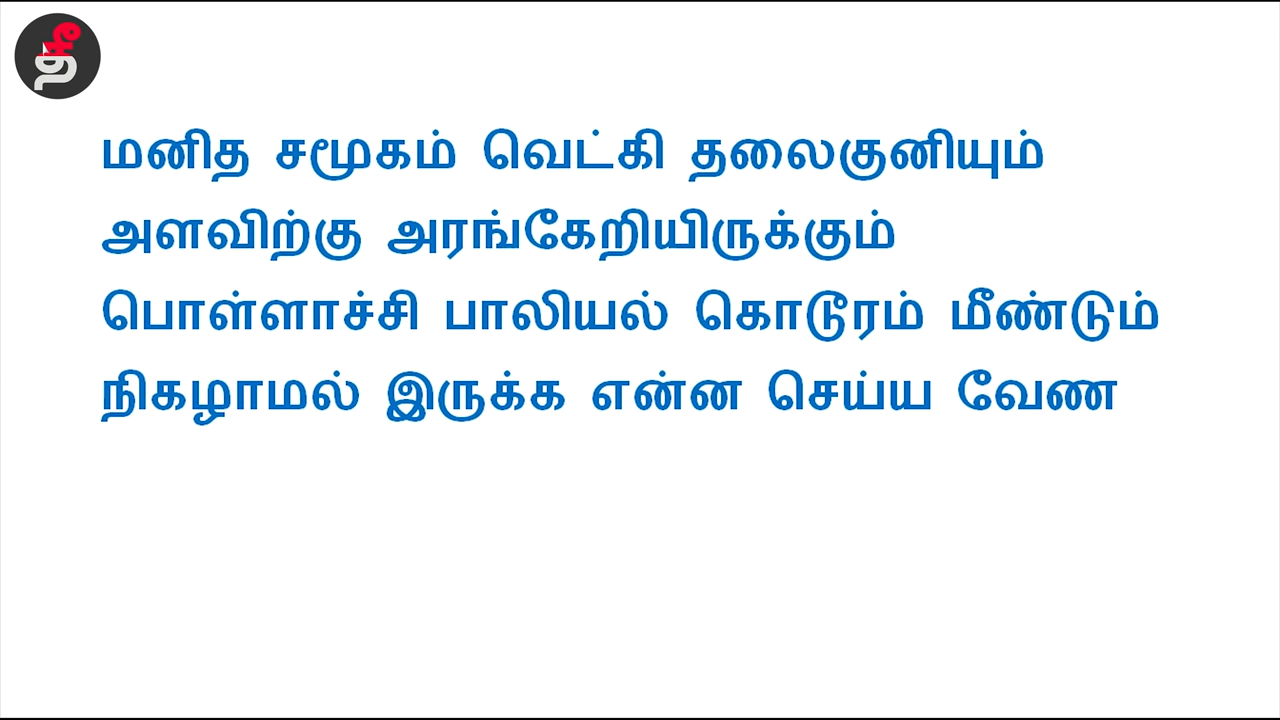 மனித சமூகம் வெட்கி தலைகுனியும்
அளவிற்கு அரங்கேறியிருக்கும்
பொள்ளாச்சி பாலியல் கொடூரம் மீண்டும்
நிகழாமல் இருக்க என்ன செய்ய வேண